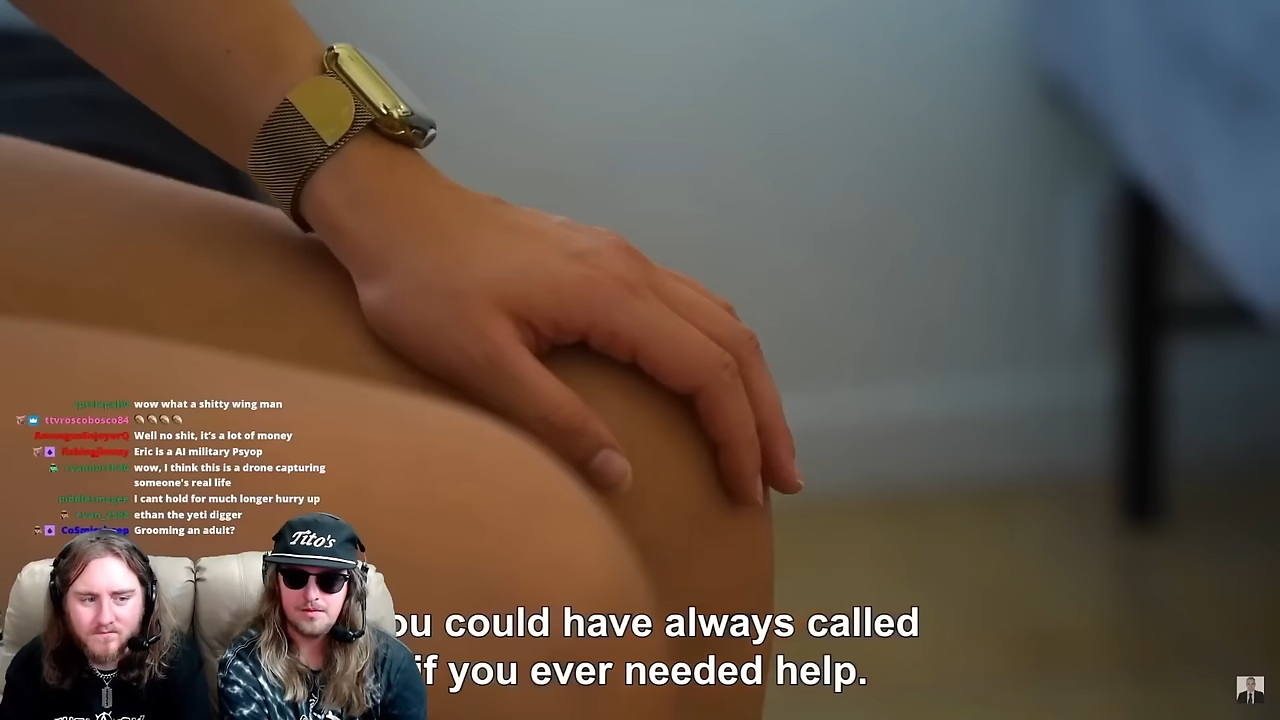 wow what a shitty wing man
ttvroscobosco84
Well no shit, it's a lot of money
fishingjimmy Eric is a AI military Psyop
wow, I think this is a drone capturing
someone's real life
I cant hold for much longer hurry up
ethan the yeti digger
Grooming an adult?
Tito's
ou could have always called
if you ever needed help.